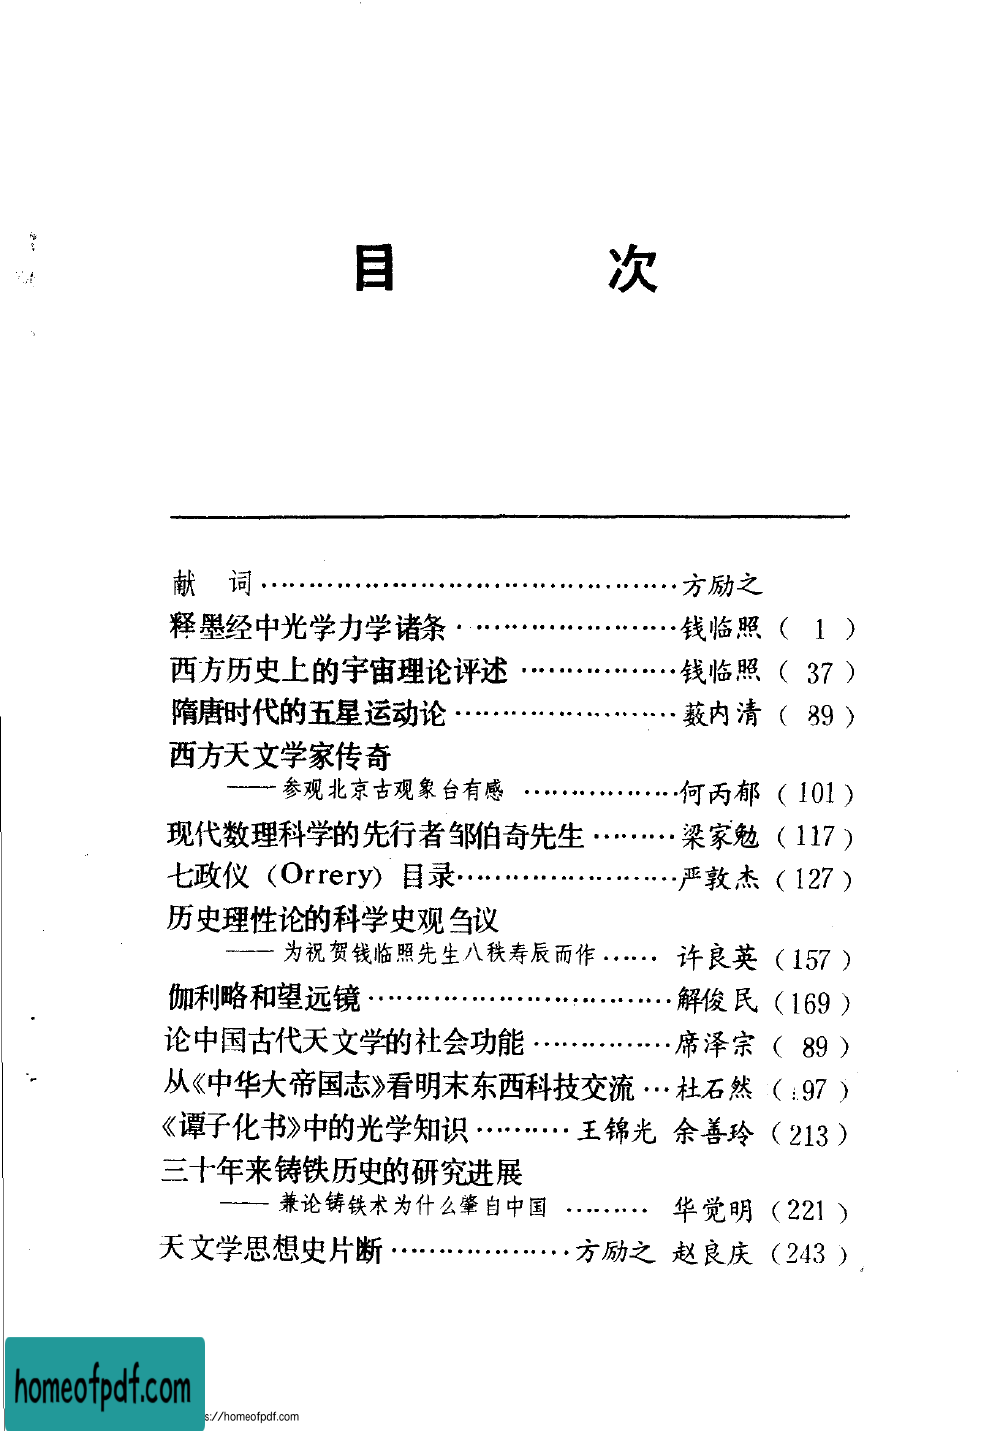 目 次
献 词………………………………………方励之
释墨经中光学力学诸条……………………钱临照 ( 1 )
西方历史上的宇宙理论评述………………钱临照 ( 37 )
隋唐时代的五星运动论……………………薮内清 ( 89 )
西方天文学家传奇
——参观北京古观象台有感………………何丙郁 (101)
现代数理科学的先行者邹伯奇先生………梁家勉 (117)
七政仪 (Orrery) 目录……………………严敦杰 (127)
历史理性论的科学史观刍议
——为祝贺钱临照先生八秩寿辰而作……许良英 (157)
伽利略和望远镜……………………………解俊民 (169)
论中国古代天文学的社会功能……………席泽宗 ( 89 )
从《中华大帝国志》看明末东西科技交流…杜石然 ( 97 )
《谭子化书》中的光学知识………王锦光 余善玲 (213)
三十年来铸铁历史的研究进展
——兼论铸铁术为什么肇自中国………华觉明 (221)
天文学思想史片断………………方励之 赵良庆 (243)
homeofpdf.com
s://homeofpdf.com